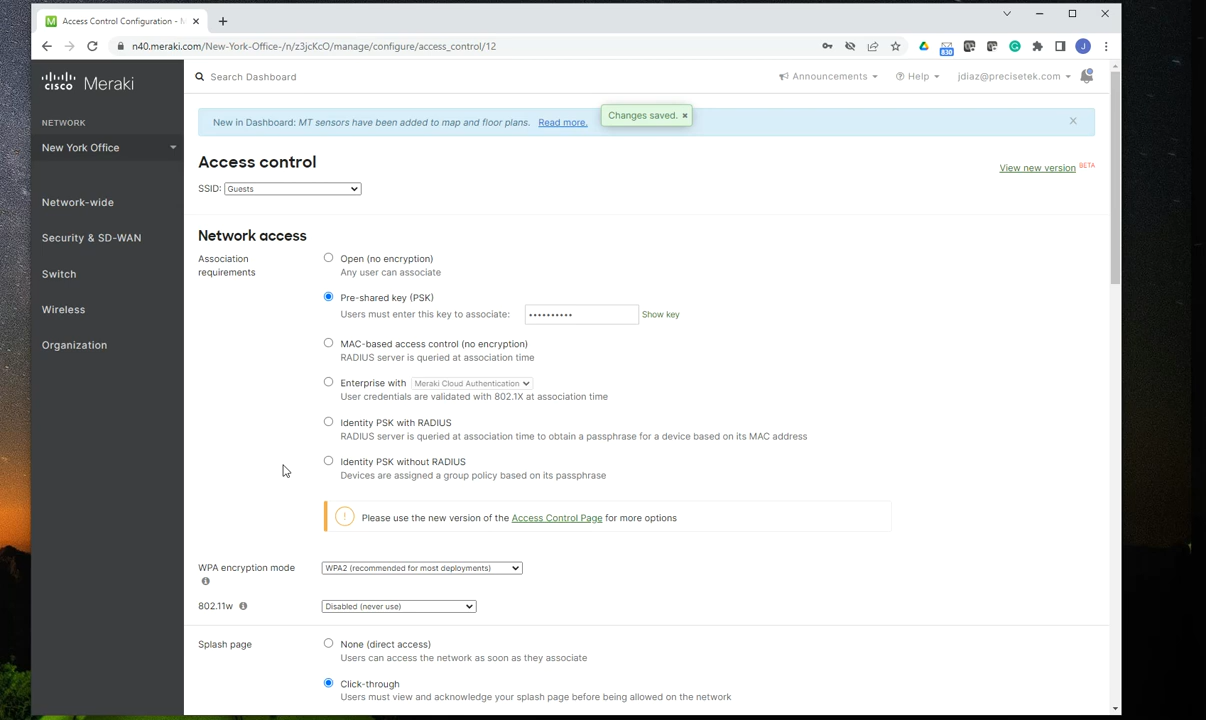 Access Control Configuration -
n40.meraki.com/New-York-Office-/n/z3jcKcO/manage/configure/access_control/12
830
J
CISCO Meraki
Search Dashboard
Announcements
Help
jdiaz@precisetek.com
NETWORK
New York Office
Network-wide
Security & SD-WAN
Switch
Wireless
Organization
New in Dashboard: MT sensors have been added to map and floor plans. Read more.
Changes saved. ×
×
Access control
View new version BETA
SSID: Guests
Network access
Association requirements
Open (no encryption)
Any user can associate
Pre-shared key (PSK)
Users must enter this key to associate: •••••••••• Show key
MAC-based access control (no encryption)
RADIUS server is queried at association time
Enterprise with Meraki Cloud Authentication
User credentials are validated with 802.1X at association time
Identity PSK with RADIUS
RADIUS server is queried at association time to obtain a passphrase for a device based on its MAC address
Identity PSK without RADIUS
Devices are assigned a group policy based on its passphrase
Please use the new version of the Access Control Page for more options
WPA encryption mode WPA2 (recommended for most deployments)
802.11w Disabled (never use)
Splash page
None (direct access)
Users can access the network as soon as they associate
Click-through
Users must view and acknowledge your splash page before being allowed on the network